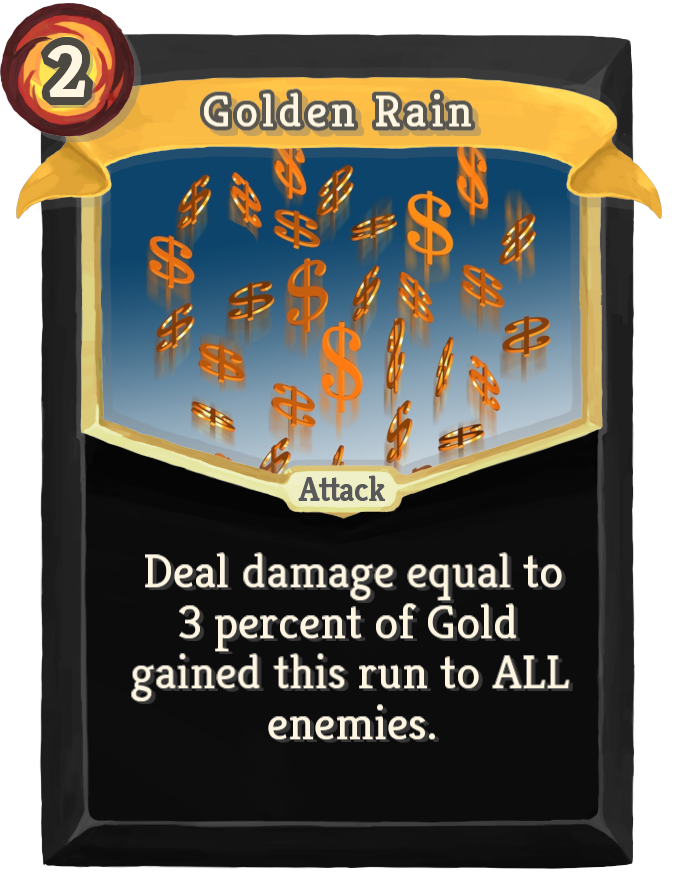 2
Golden Rain
Attack
Deal damage equal to
3 percent of Gold
gained this run to ALL
enemies.